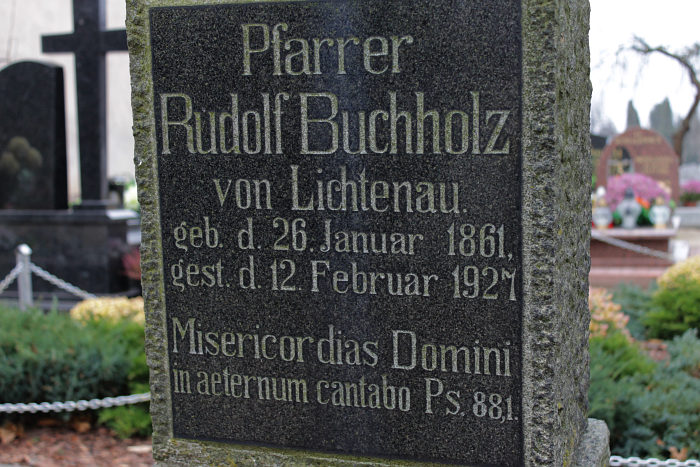 Pfarrer
Rudolf Buchholz
von Lichtenau.
geb. d. 26. Januar 1861,
gest. d. 12. Februar 1927
Misericordias Domini
in aeternum cantabo Ps. 88,1.